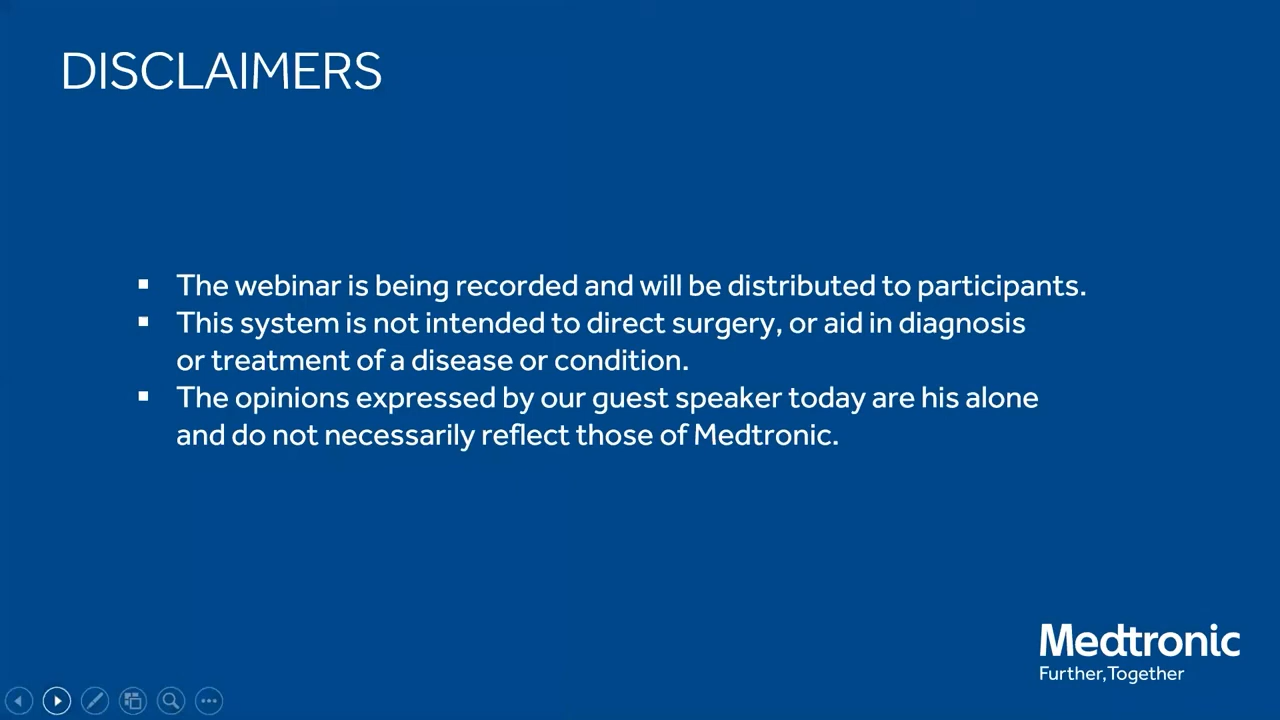 DISCLAIMERS
▪ The webinar is being recorded and will be distributed to participants.
▪ This system is not intended to direct surgery, or aid in diagnosis
or treatment of a disease or condition.
▪ The opinions expressed by our guest speaker today are his alone
and do not necessarily reflect those of Medtronic.
Medtronic
Further,Together